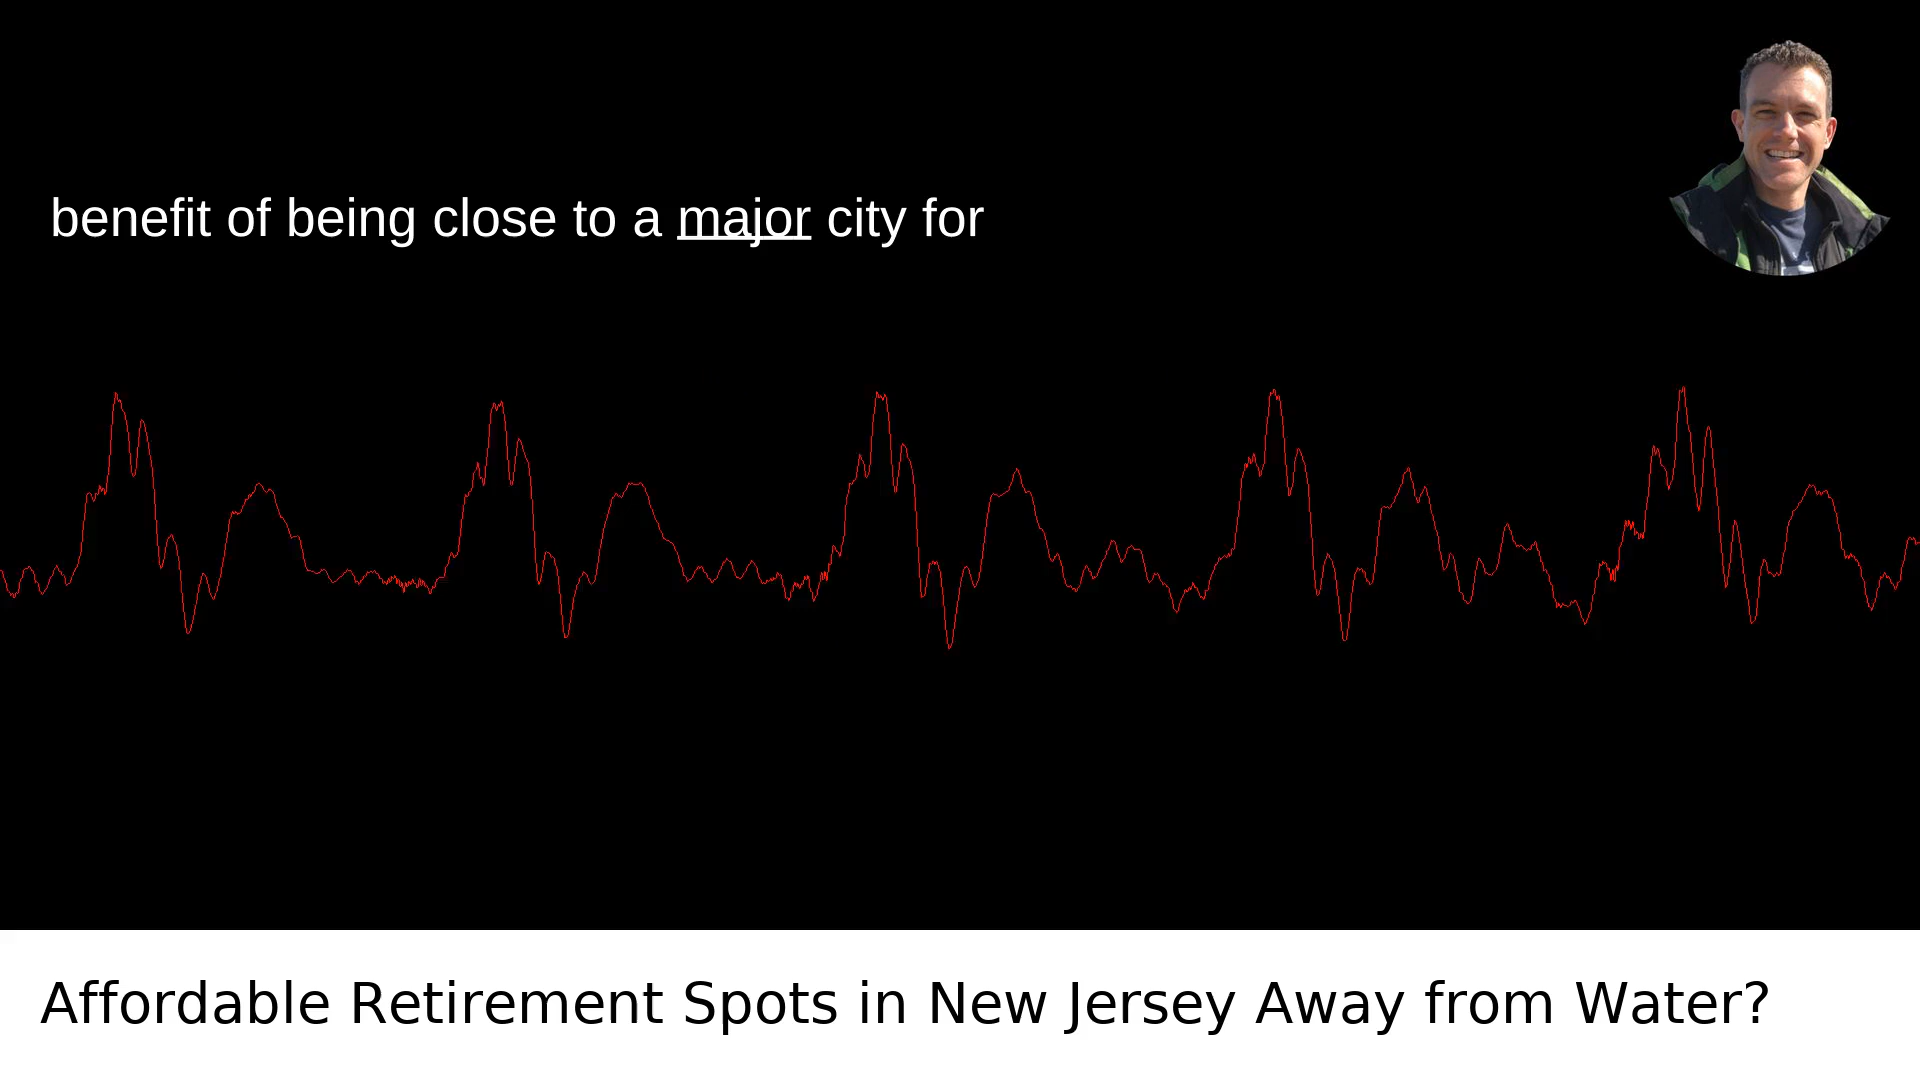 benefit of being close to a major city for
Affordable Retirement Spots in New Jersey Away from Water?